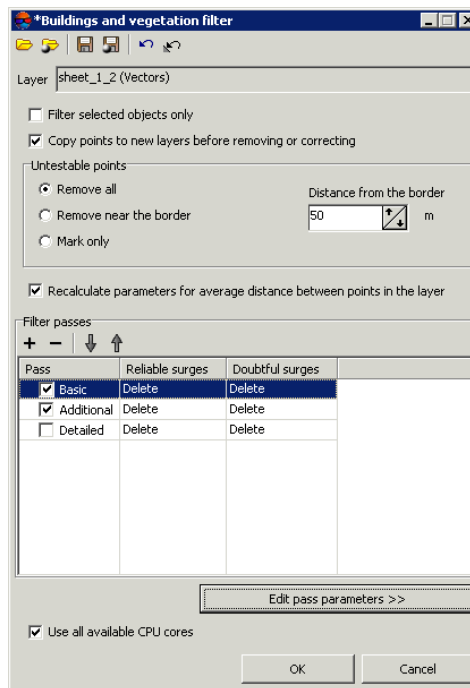 *Buildings and vegetation filter
Layer sheet_1_2 (Vectors)
Filter selected objects only
Copy points to new layers before removing or correcting
Untestable points
Remove all
Distance from the border
Remove near the border
50 m
Mark only
Recalculate parameters for average distance between points in the layer
Filter passes
Pass Reliable surges Doubtful surges
Basic Delete Delete
Additional Delete Delete
Detailed Delete Delete
Edit pass parameters >>
Use all available CPU cores
OK Cancel